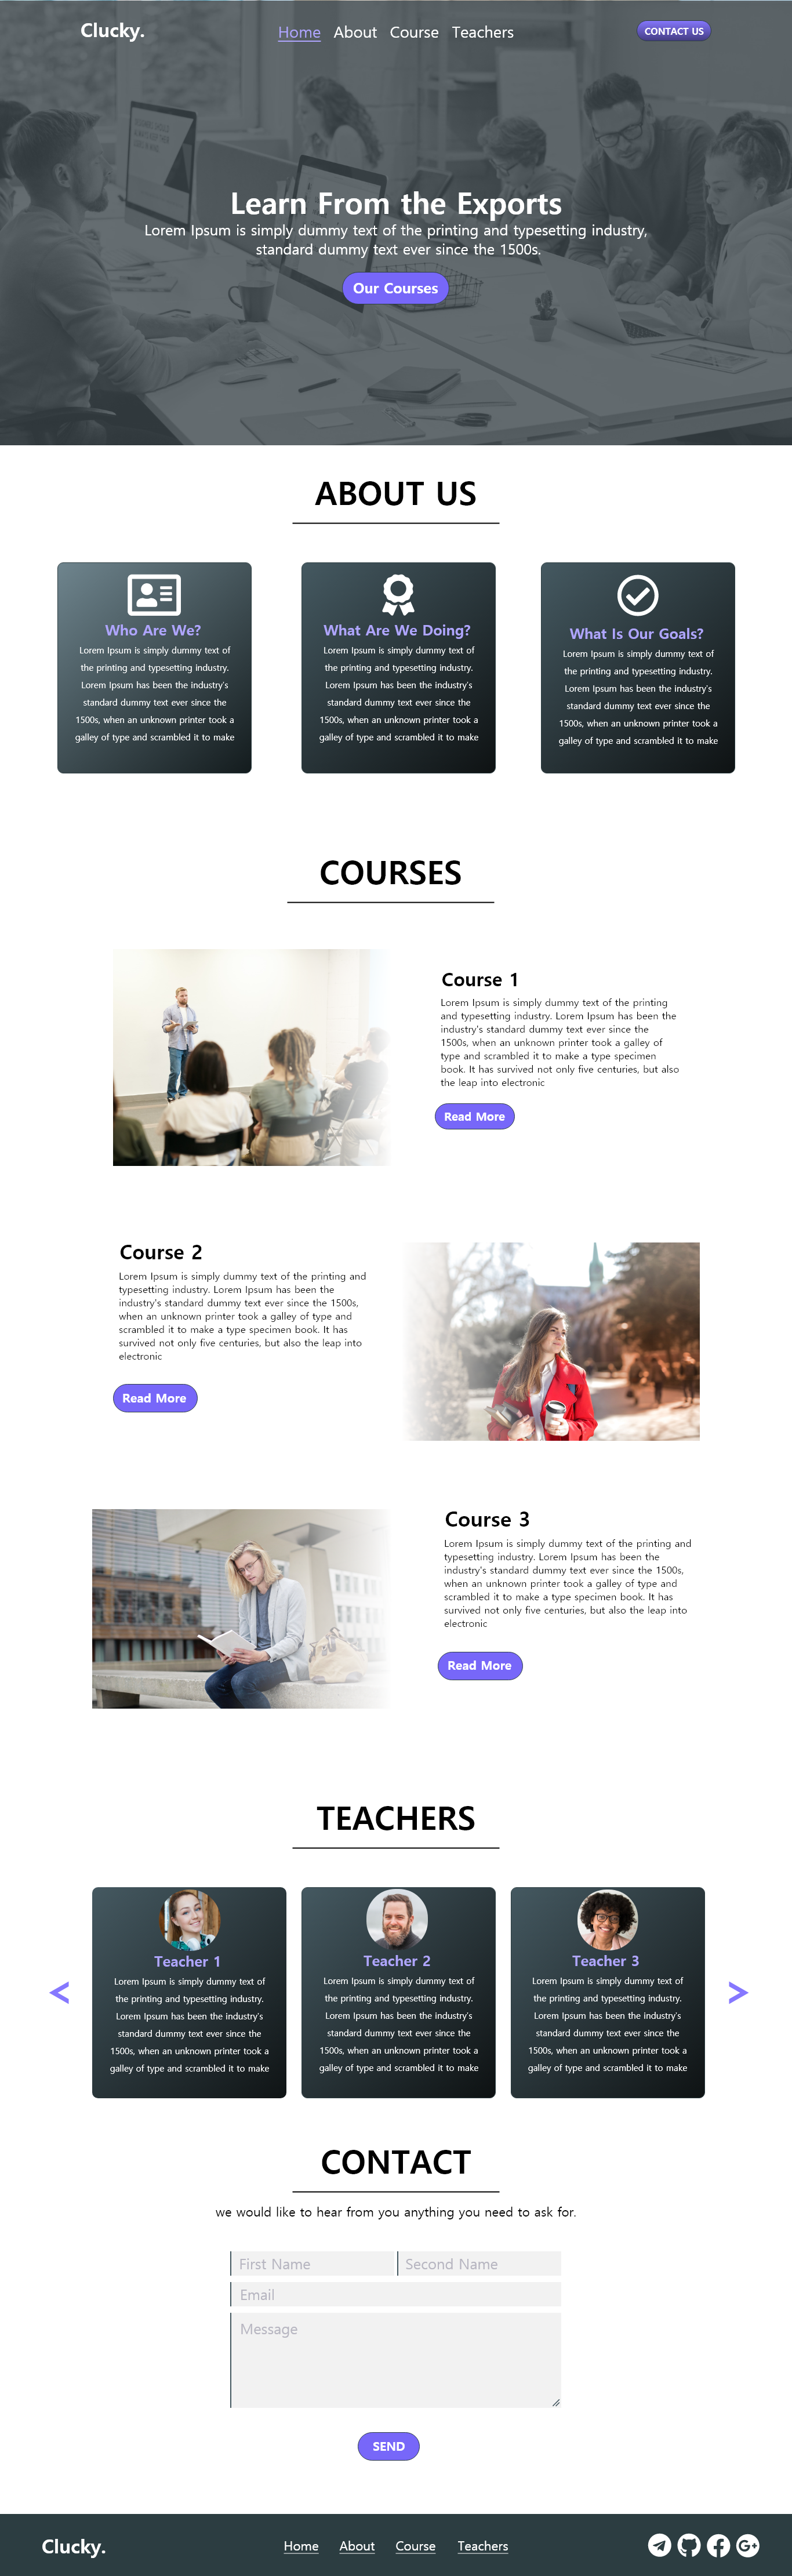 Clucky.
Home About Course Teachers
CONTACT US
Learn From the Exports
Lorem Ipsum is simply dummy text of the printing and typesetting industry,
standard dummy text ever since the 1500s.
Our Courses
ABOUT US
Who Are We?
Lorem Ipsum is simply dummy text of
the printing and typesetting industry.
Lorem Ipsum has been the industry's
standard dummy text ever since the
1500s, when an unknown printer took a
galley of type and scrambled it to make
What Are We Doing?
Lorem Ipsum is simply dummy text of
the printing and typesetting industry.
Lorem Ipsum has been the industry's
standard dummy text ever since the
1500s, when an unknown printer took a
galley of type and scrambled it to make
What Is Our Goals?
Lorem Ipsum is simply dummy text of
the printing and typesetting industry.
Lorem Ipsum has been the industry's
standard dummy text ever since the
1500s, when an unknown printer took a
galley of type and scrambled it to make
COURSES
Course 1
Lorem Ipsum is simply dummy text of the printing
and typesetting industry. Lorem Ipsum has been the
industry's standard dummy text ever since the
1500s, when an unknown printer took a galley of
type and scrambled it to make a type specimen
book. It has survived not only five centuries, but also
the leap into electronic
Read More
Course 2
Lorem Ipsum is simply dummy text of the printing and
typesetting industry. Lorem Ipsum has been the
industry's standard dummy text ever since the 1500s,
when an unknown printer took a galley of type and
scrambled it to make a type specimen book. It has
survived not only five centuries, but also the leap into
electronic
Read More
Course 3
Lorem Ipsum is simply dummy text of the printing and
typesetting industry. Lorem Ipsum has been the
industry's standard dummy text ever since the 1500s,
when an unknown printer took a galley of type and
scrambled it to make a type specimen book. It has
survived not only five centuries, but also the leap into
electronic
Read More
TEACHERS
<
Teacher 1
Lorem Ipsum is simply dummy text of
the printing and typesetting industry.
Lorem Ipsum has been the industry's
standard dummy text ever since the
1500s, when an unknown printer took a
galley of type and scrambled it to make
Teacher 2
Lorem Ipsum is simply dummy text of
the printing and typesetting industry.
Lorem Ipsum has been the industry's
standard dummy text ever since the
1500s, when an unknown printer took a
galley of type and scrambled it to make
Teacher 3
Lorem Ipsum is simply dummy text of
the printing and typesetting industry.
Lorem Ipsum has been the industry's
standard dummy text ever since the
1500s, when an unknown printer took a
galley of type and scrambled it to make
>
CONTACT
we would like to hear from you anything you need to ask for.
First Name
Second Name
Email
Message
SEND
Clucky.
Home About Course Teachers
G+